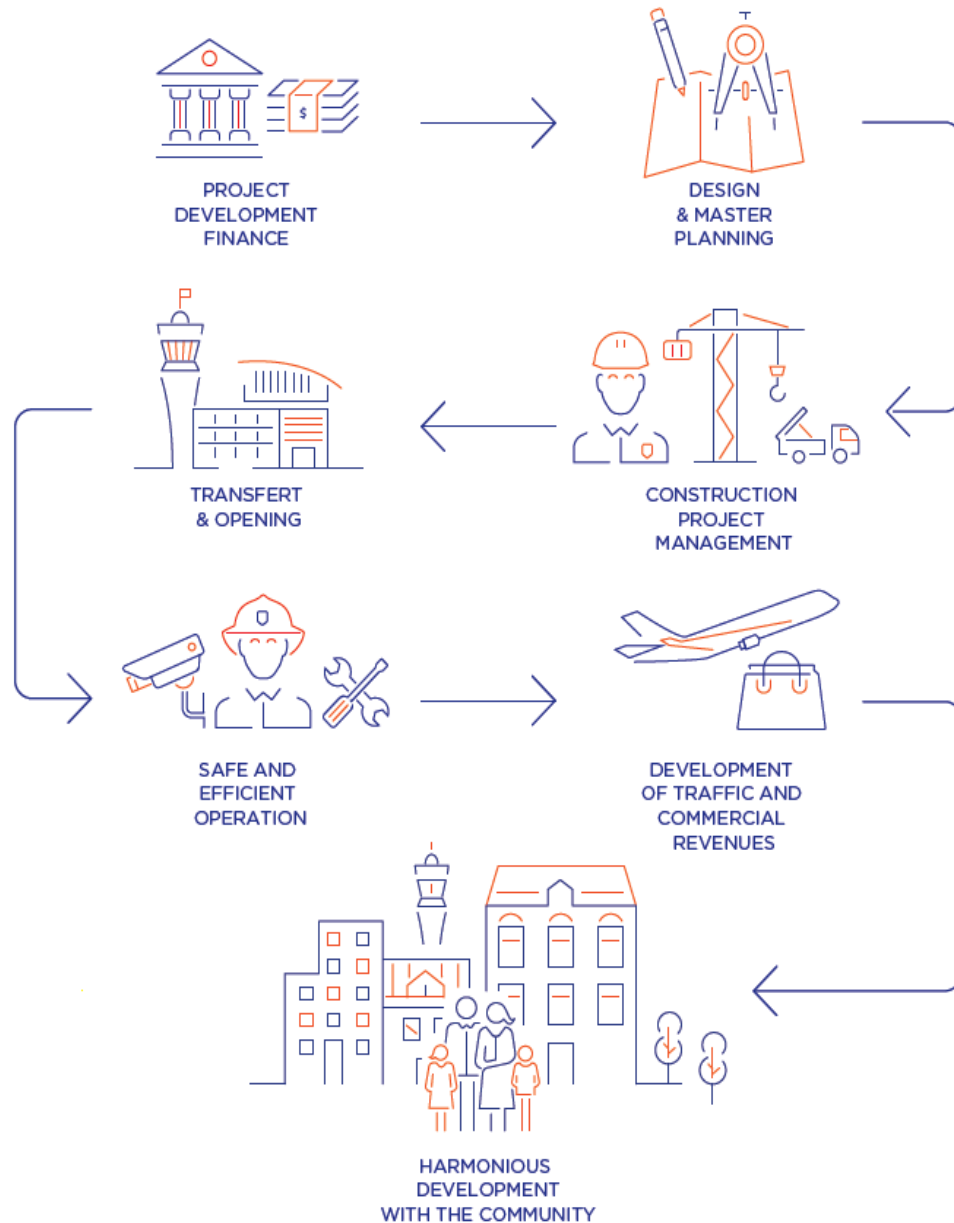 $
PROJECT
DEVELOPMENT
FINANCE
DESIGN
& MASTER
PLANNING
CONSTRUCTION
PROJECT
MANAGEMENT
TRANSFERT
& OPENING
SAFE AND
EFFICIENT
OPERATION
DEVELOPMENT
OF TRAFFIC AND
COMMERCIAL
REVENUES
HARMONIOUS
DEVELOPMENT
WITH THE COMMUNITY